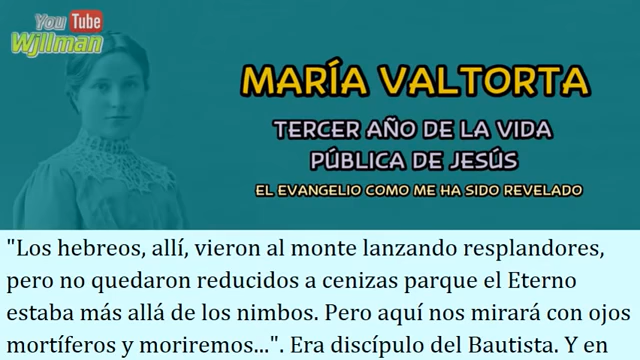 You Tube
Wjllman
MARÍA VALTORTA
TERCER AÑO DE LA VIDA
PÚBLICA DE JESÚS
EL EVANGELIO COMO ME HA SIDO REVELADO
"Los hebreos, allí, vieron al monte lanzando resplandores,
pero no quedaron reducidos a cenizas parque el Eterno
estaba más allá de los nimbos. Pero aquí nos mirará con ojos
mortíferos y moriremos...". Era discípulo del Bautista. Y en